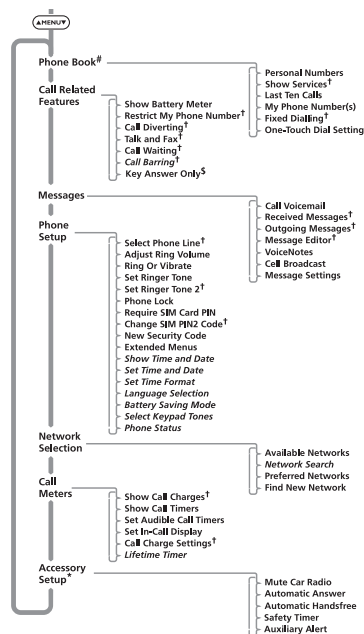 ▲MENU▼
Phone Book#
Personal Numbers
Show Services†
Last Ten Calls
My Phone Number(s)
Fixed Dialling†
One-Touch Dial Setting
Call Related
Features
Show Battery Meter
Restrict My Phone Number†
Call Diverting†
Talk and Fax†
Call Waiting†
Call Barring†
Key Answer Only$
Messages
Call Voicemail
Received Messages†
Outgoing Messages†
Message Editor†
VoiceNotes
Cell Broadcast
Message Settings
Phone
Setup
Select Phone Line†
Adjust Ring Volume
Ring Or Vibrate
Set Ringer Tone
Set Ringer Tone 2†
Phone Lock
Require SIM Card PIN
Change SIM PIN2 Code†
New Security Code
Extended Menus
Show Time and Date
Set Time and Date
Set Time Format
Language Selection
Battery Saving Mode
Select Keypad Tones
Phone Status
Network
Selection
Available Networks
Network Search
Preferred Networks
Find New Network
Call
Meters
Show Call Charges†
Show Call Timers
Set Audible Call Timers
Set In-Call Display
Call Charge Settings†
Lifetime Timer
Accessory
Setup*
Mute Car Radio
Automatic Answer
Automatic Handsfree
Safety Timer
Auxiliary Alert